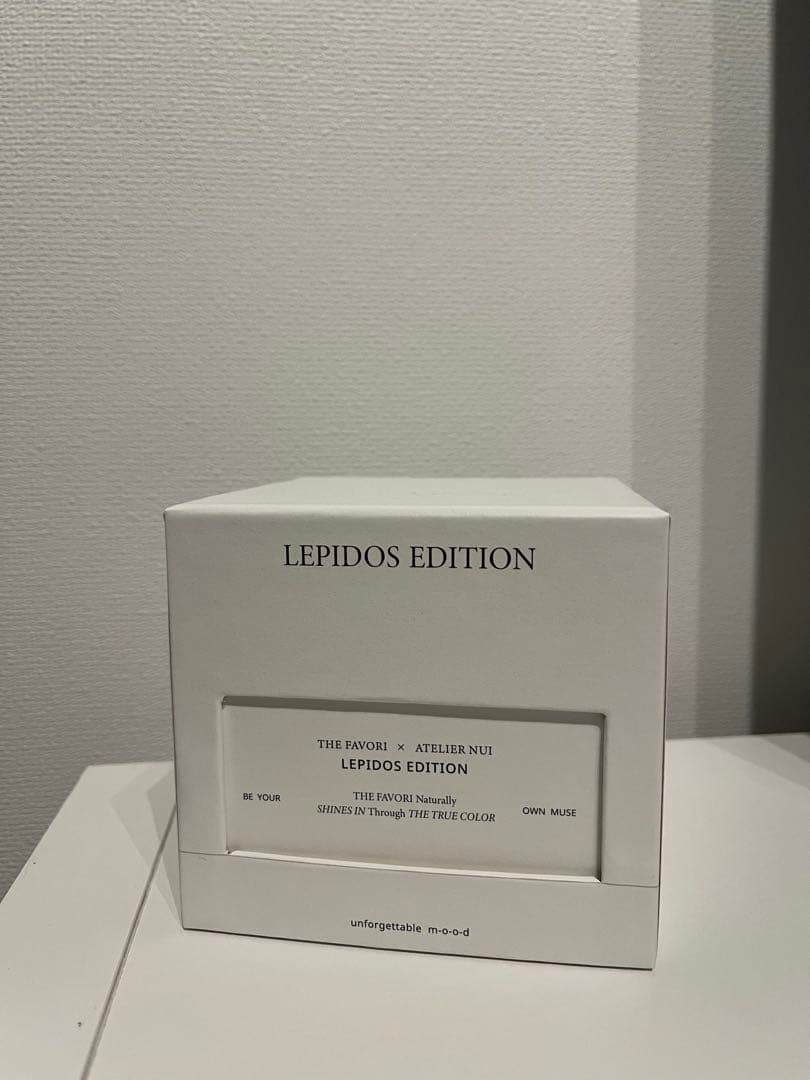 LEPIDOS EDITION
THE FAVORI × ATELIER NUI
LEPIDOS EDITION
BE YOUR
THE FAVORI Naturally
SHINES IN Through THE TRUE COLOR
OWN MUSE
unforgettable m-o-o-d